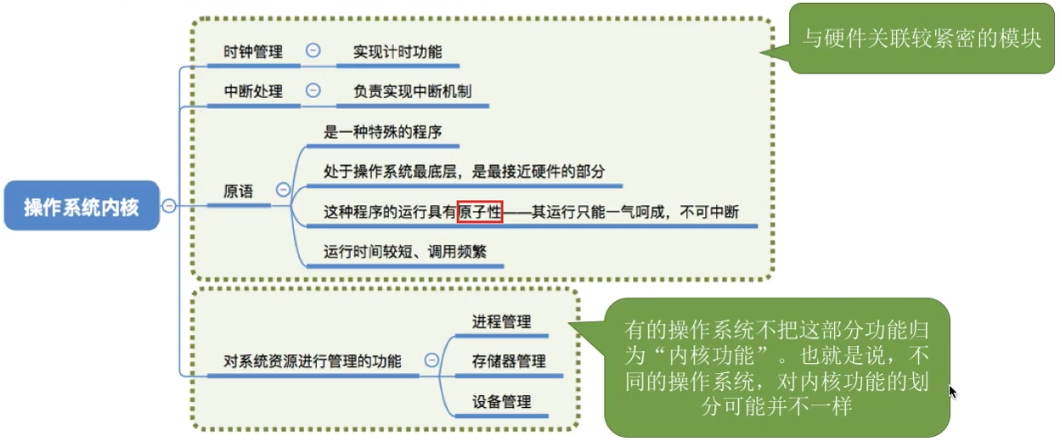 操作系统内核
时钟管理
实现计时功能
中断处理
负责实现中断机制
原语
是一种特殊的程序
处于操作系统最底层，是最接近硬件的部分
这种程序的运行具有原子性——其运行只能一气呵成，不可中断
运行时间较短、调用频繁
与硬件关联较紧密的模块
对系统资源进行管理的功能
进程管理
存储器管理
设备管理
有的操作系统不把这部分功能归
为“内核功能”。也就是说，不
同的操作系统，对内核功能的划
分可能并不一样